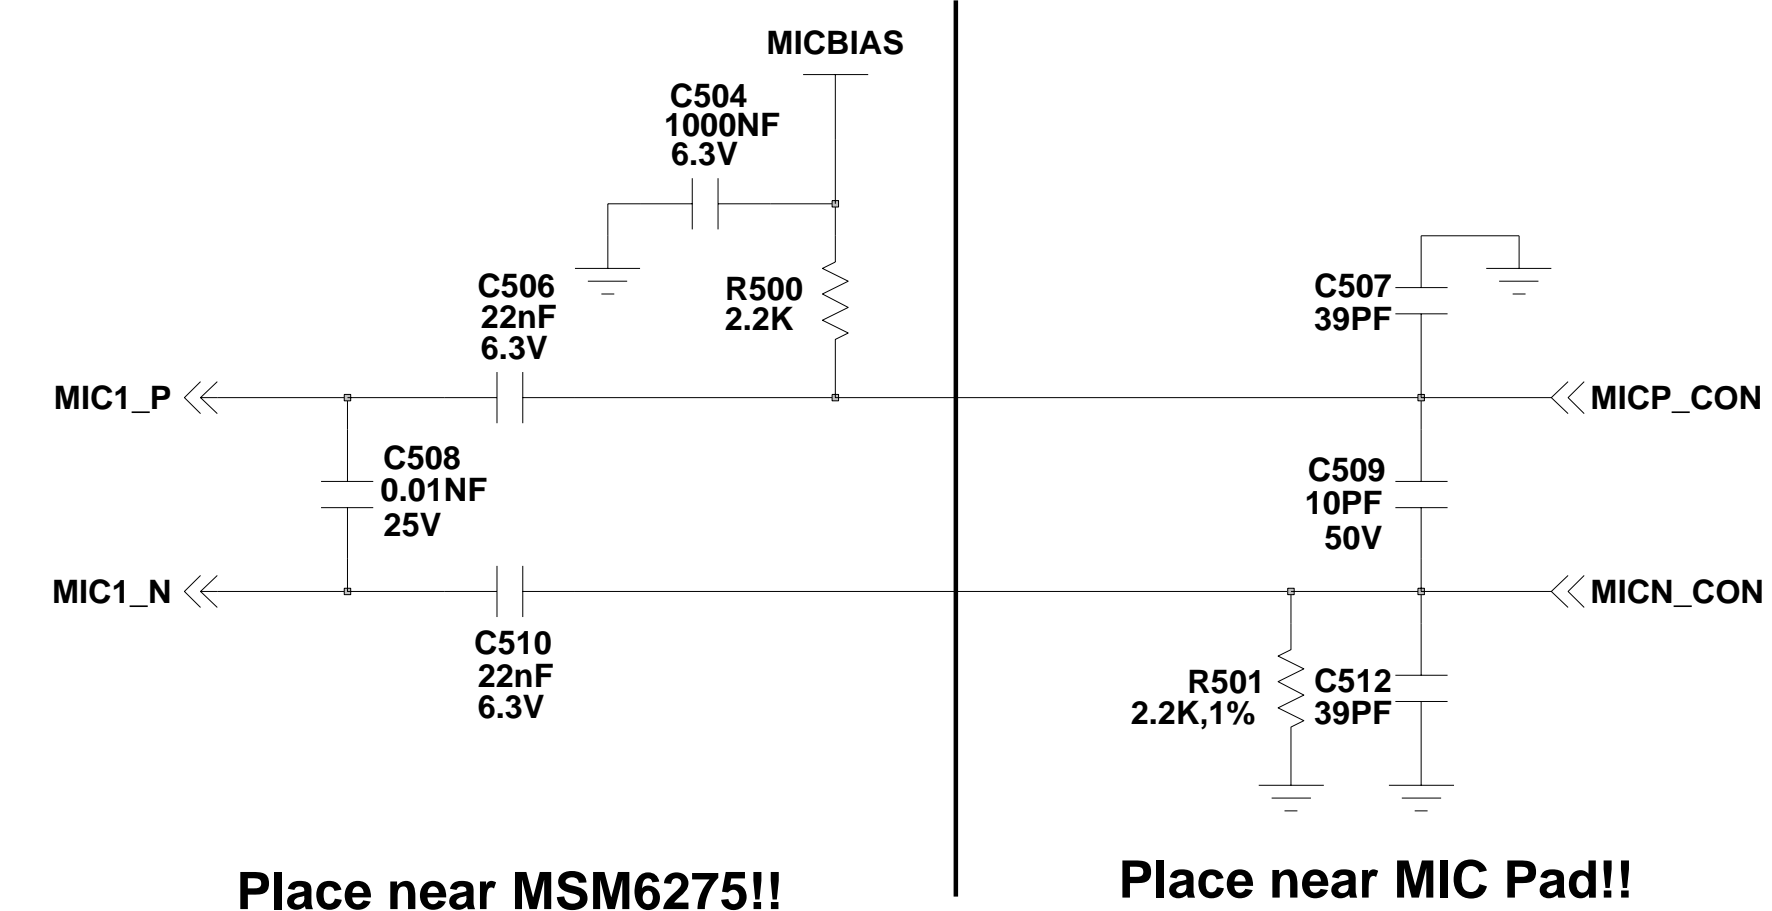 MICBIAS
C504
1000NF
6.3V
C506
22nF
6.3V
R500
2.2K
C507
39PF
MIC1_P
MICP_CON
C508
0.01NF
25V
C509
10PF
50V
MIC1_N
MICN_CON
C510
22nF
6.3V
R501
2.2K,1%
C512
39PF
Place near MSM6275!!
Place near MIC Pad!!